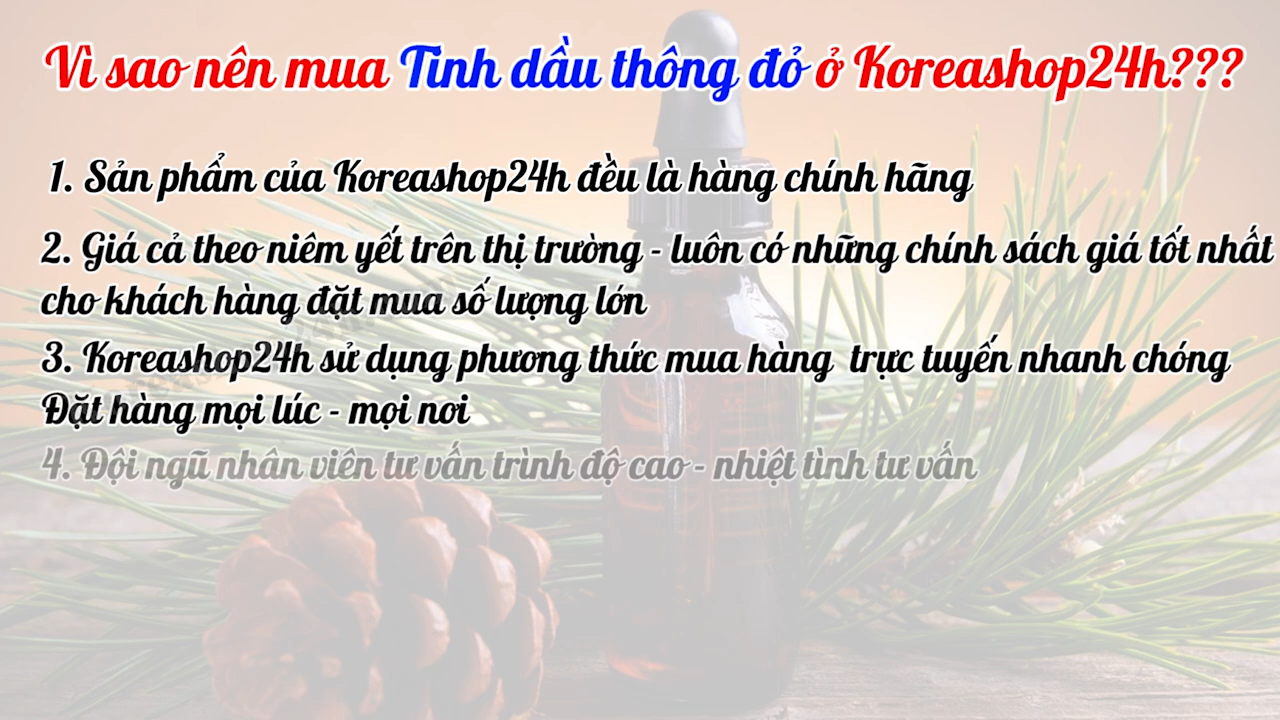 Vì sao nên mua Tinh dầu thông đỏ ở Koreashop24h???
1. Sản phẩm của Koreashop24h đều là hàng chính hãng
2. Giá cả theo niêm yết trên thị trường - luôn có những chính sách giá tốt nhất
cho khách hàng đặt mua số lượng lớn
3. Koreashop24h sử dụng phương thức mua hàng trực tuyến nhanh chóng
Đặt hàng mọi lúc - mọi nơi
4. Đội ngũ nhân viên tư vấn trình độ cao - nhiệt tình tư vấn